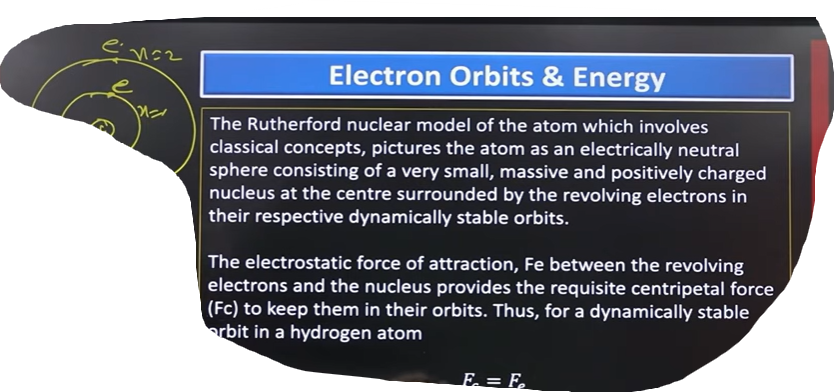 e⁻ n=2
e
n=1
Electron Orbits & Energy
The Rutherford nuclear model of the atom which involves
classical concepts, pictures the atom as an electrically neutral
sphere consisting of a very small, massive and positively charged
nucleus at the centre surrounded by the revolving electrons in
their respective dynamically stable orbits.
The electrostatic force of attraction, Fe between the revolving
electrons and the nucleus provides the requisite centripetal force
(Fc) to keep them in their orbits. Thus, for a dynamically stable
orbit in a hydrogen atom
Fc = Fe